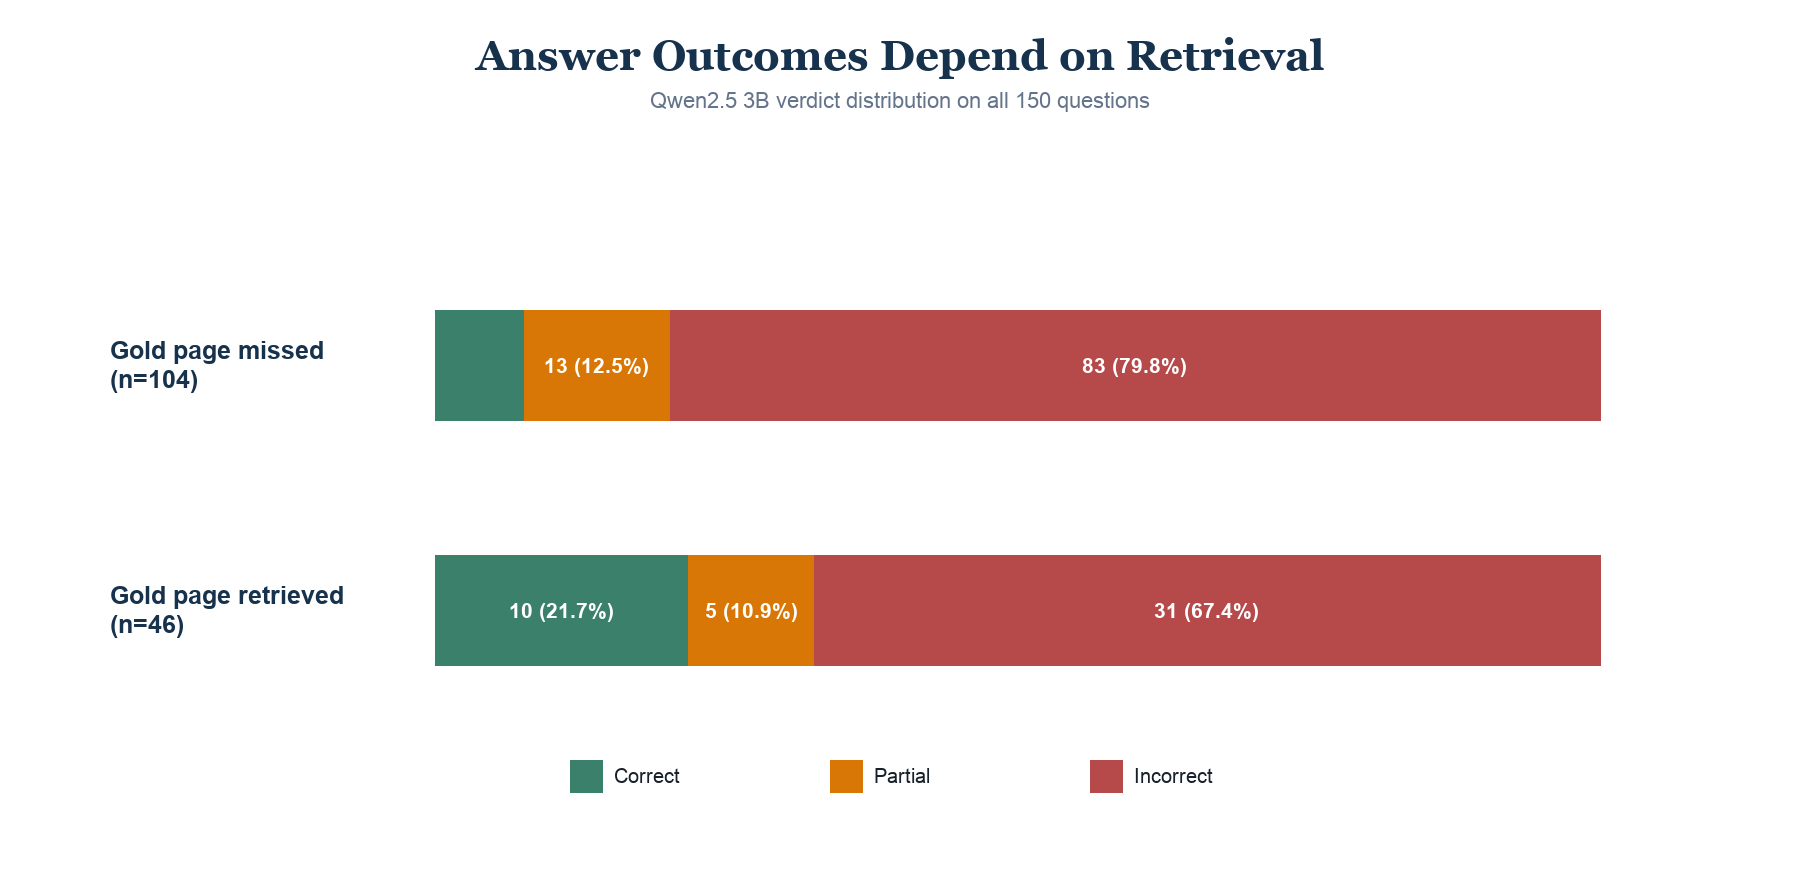 Answer Outcomes Depend on Retrieval
Qwen2.5 3B verdict distribution on all 150 questions
Gold page missed
(n=104)
13 (12.5%)
83 (79.8%)
Gold page retrieved
(n=46)
10 (21.7%)
5 (10.9%)
31 (67.4%)
Correct
Partial
Incorrect